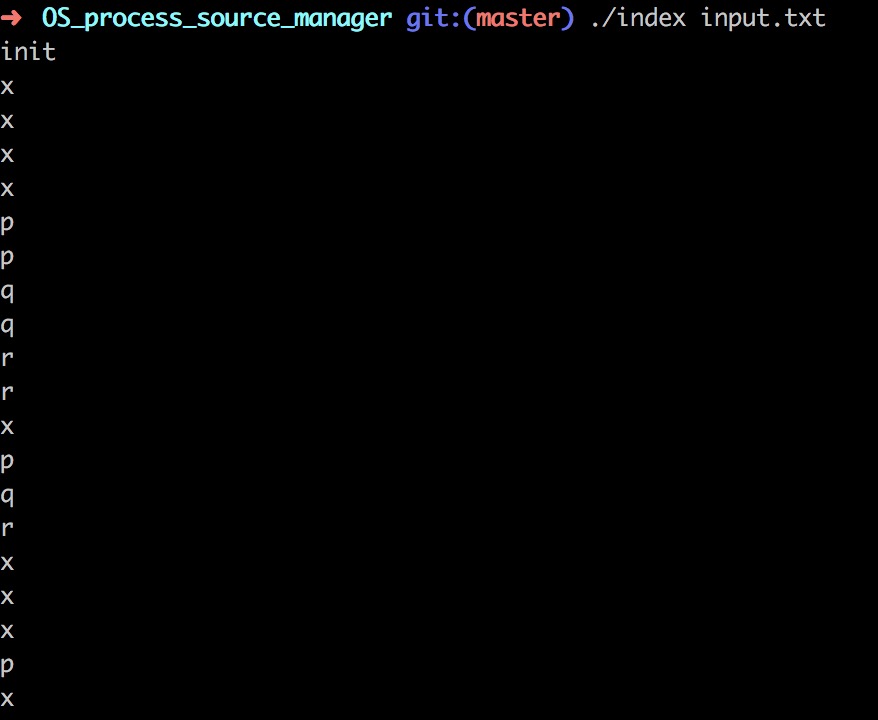 ➜ OS_process_source_manager git:(master) ./index input.txt
init
x
x
x
x
p
p
q
q
r
r
x
p
q
r
x
x
x
p
x